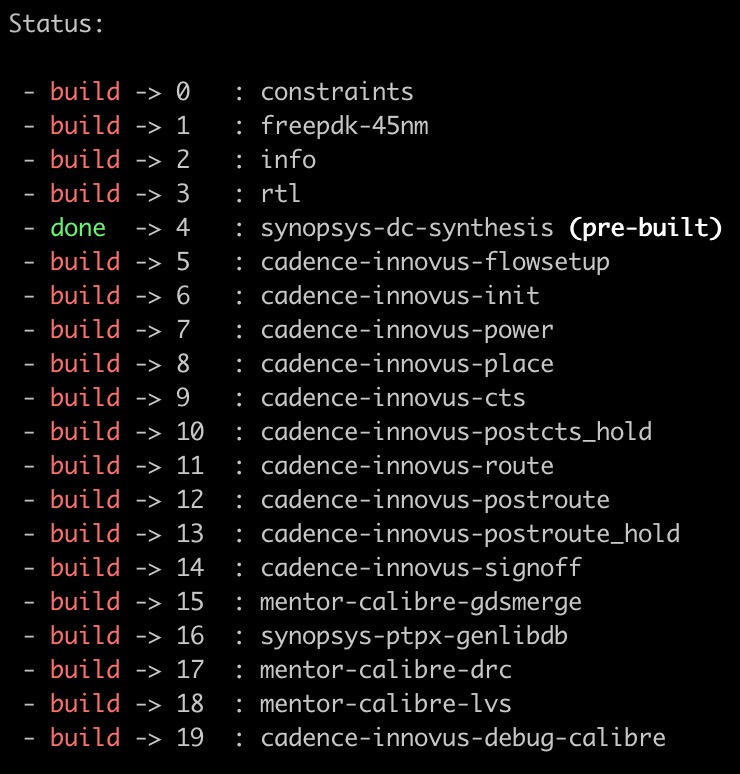 Status:
- build -> 0 : constraints
- build -> 1 : freepdk-45nm
- build -> 2 : info
- build -> 3 : rtl
- done -> 4 : synopsys-dc-synthesis (pre-built)
- build -> 5 : cadence-innovus-flowsetup
- build -> 6 : cadence-innovus-init
- build -> 7 : cadence-innovus-power
- build -> 8 : cadence-innovus-place
- build -> 9 : cadence-innovus-cts
- build -> 10 : cadence-innovus-postcts_hold
- build -> 11 : cadence-innovus-route
- build -> 12 : cadence-innovus-postroute
- build -> 13 : cadence-innovus-postroute_hold
- build -> 14 : cadence-innovus-signoff
- build -> 15 : mentor-calibre-gdsmerge
- build -> 16 : synopsys-ptpx-genlibdb
- build -> 17 : mentor-calibre-drc
- build -> 18 : mentor-calibre-lvs
- build -> 19 : cadence-innovus-debug-calibre